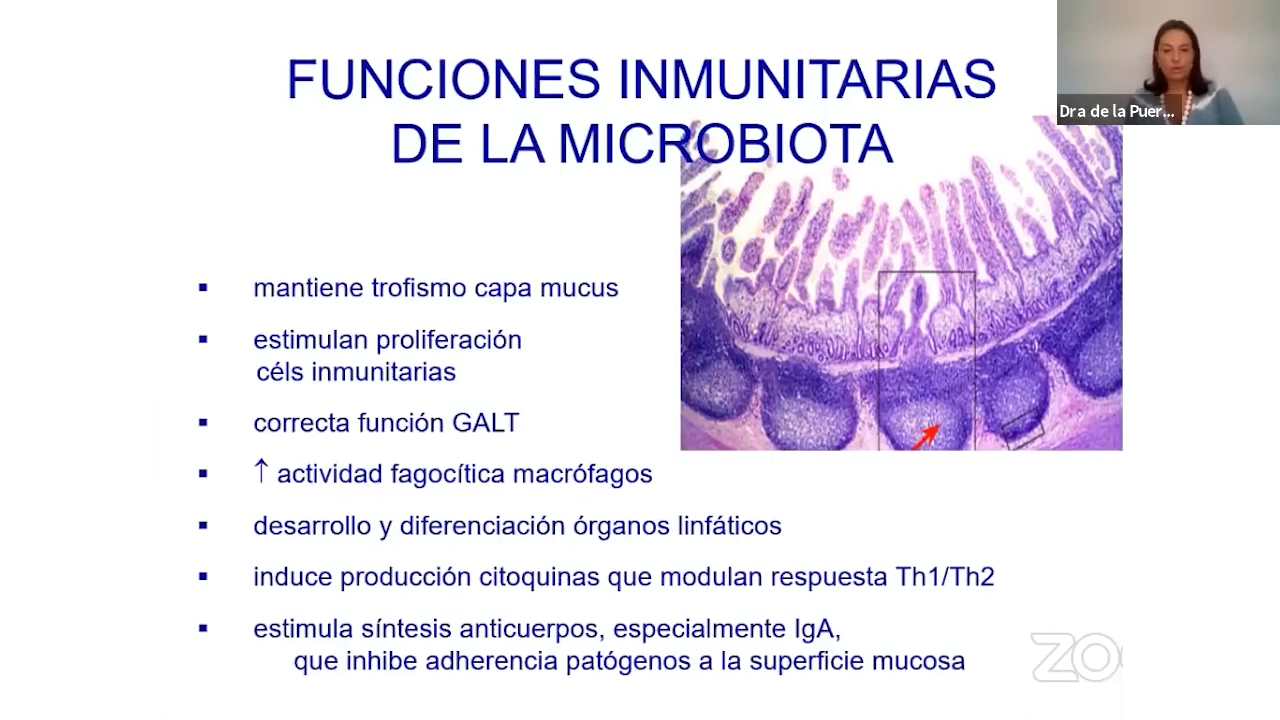 FUNCIONES INMUNITARIAS
DE LA MICROBIOTA
Dra de la Puer...
▪ mantiene trofismo capa mucus
▪ estimulan proliferación
céls inmunitarias
▪ correcta función GALT
▪ ↑ actividad fagocítica macrófagos
▪ desarrollo y diferenciación órganos linfáticos
▪ induce producción citoquinas que modulan respuesta Th1/Th2
▪ estimula síntesis anticuerpos, especialmente IgA,
que inhibe adherencia patógenos a la superficie mucosa
ZO